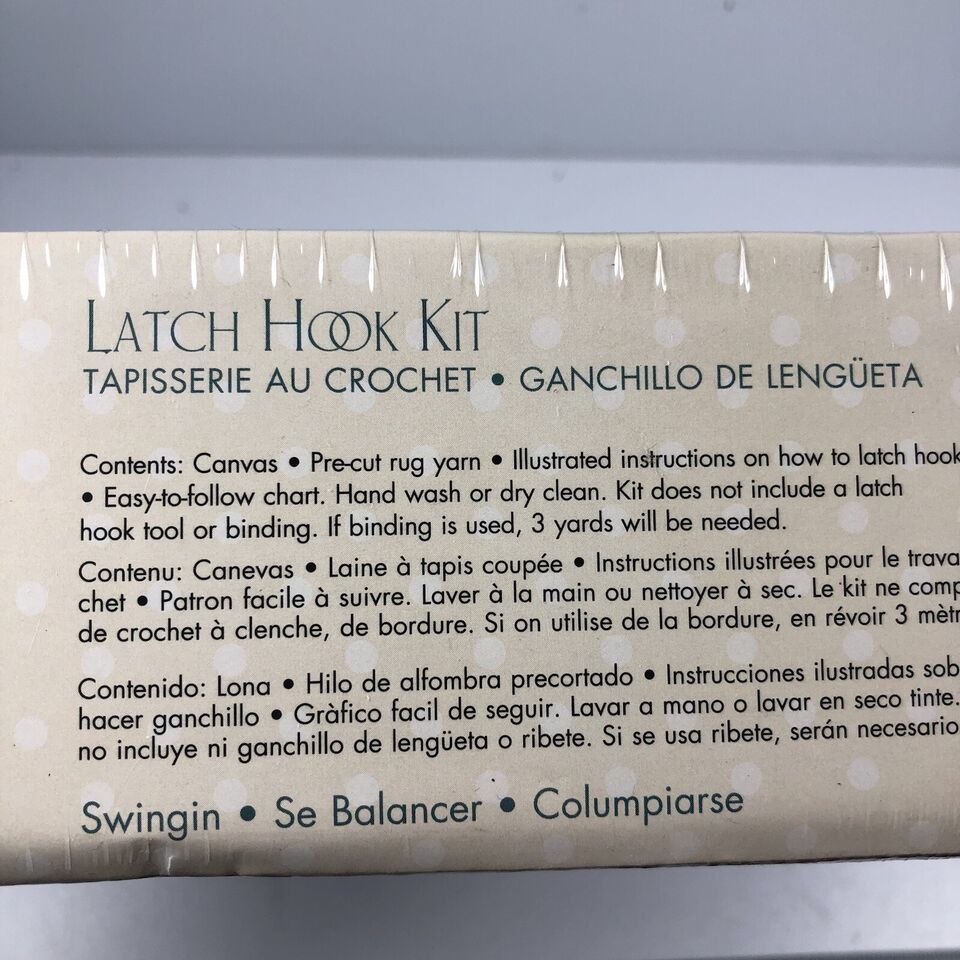 LATCH HOOK KIT
TAPISSERIE AU CROCHET • GANCHILLO DE LENGÜETA
Contents: Canvas • Pre-cut rug yarn • Illustrated instructions on how to latch hook
• Easy-to-follow chart. Hand wash or dry clean. Kit does not include a latch
hook tool or binding. If binding is used, 3 yards will be needed.
Contenu: Canevas • Laine à tapis coupée • Instructions illustrées pour le
chet • Patron facile à suivre. Laver à la main ou nettoyer à sec. Le kit ne
de crochet à clenche, de bordure. Si on utilise de la bordure, en révoir 3
Contenido: Lona • Hilo de alfombra precortado • Instrucciones ilustradas
hacer ganchillo • Gràfico facil de seguir. Lavar a mano o lavar en seco tinte.
no incluye ni ganchillo de lengüeta o ribete. Si se usa ribete, serán necesario
Swingin • Se Balancer • Columpiarse